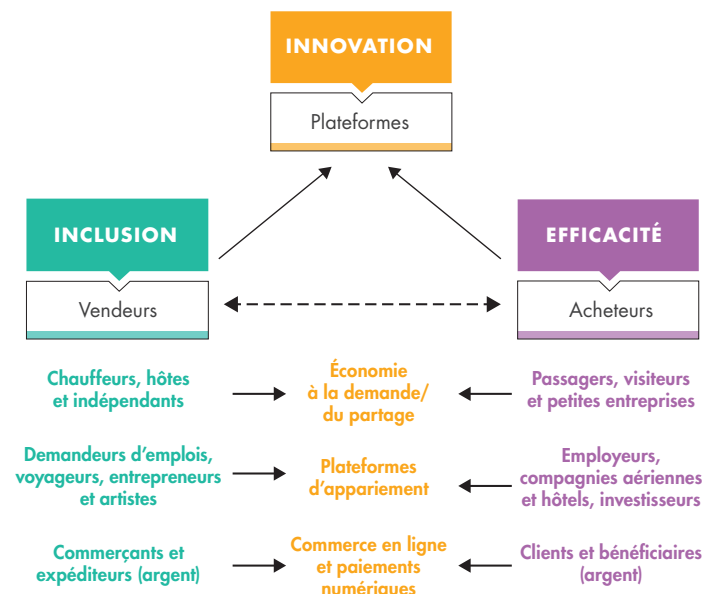 INNOVATION
Plateformes
INCLUSION
Vendeurs
EFFICACITÉ
Acheteurs
Chauffeurs, hôtes
et indépendants
Économie
à la demande/
du partage
Passagers, visiteurs
et petites entreprises
Demandeurs d'emplois,
voyageurs, entrepreneurs
et artistes
Plateformes
d'appariement
Employeurs,
compagnies aériennes
et hôtels, investisseurs
Commerçants et
expéditeurs (argent)
Commerce en ligne
et paiements
numériques
Clients et bénéficiaires
(argent)